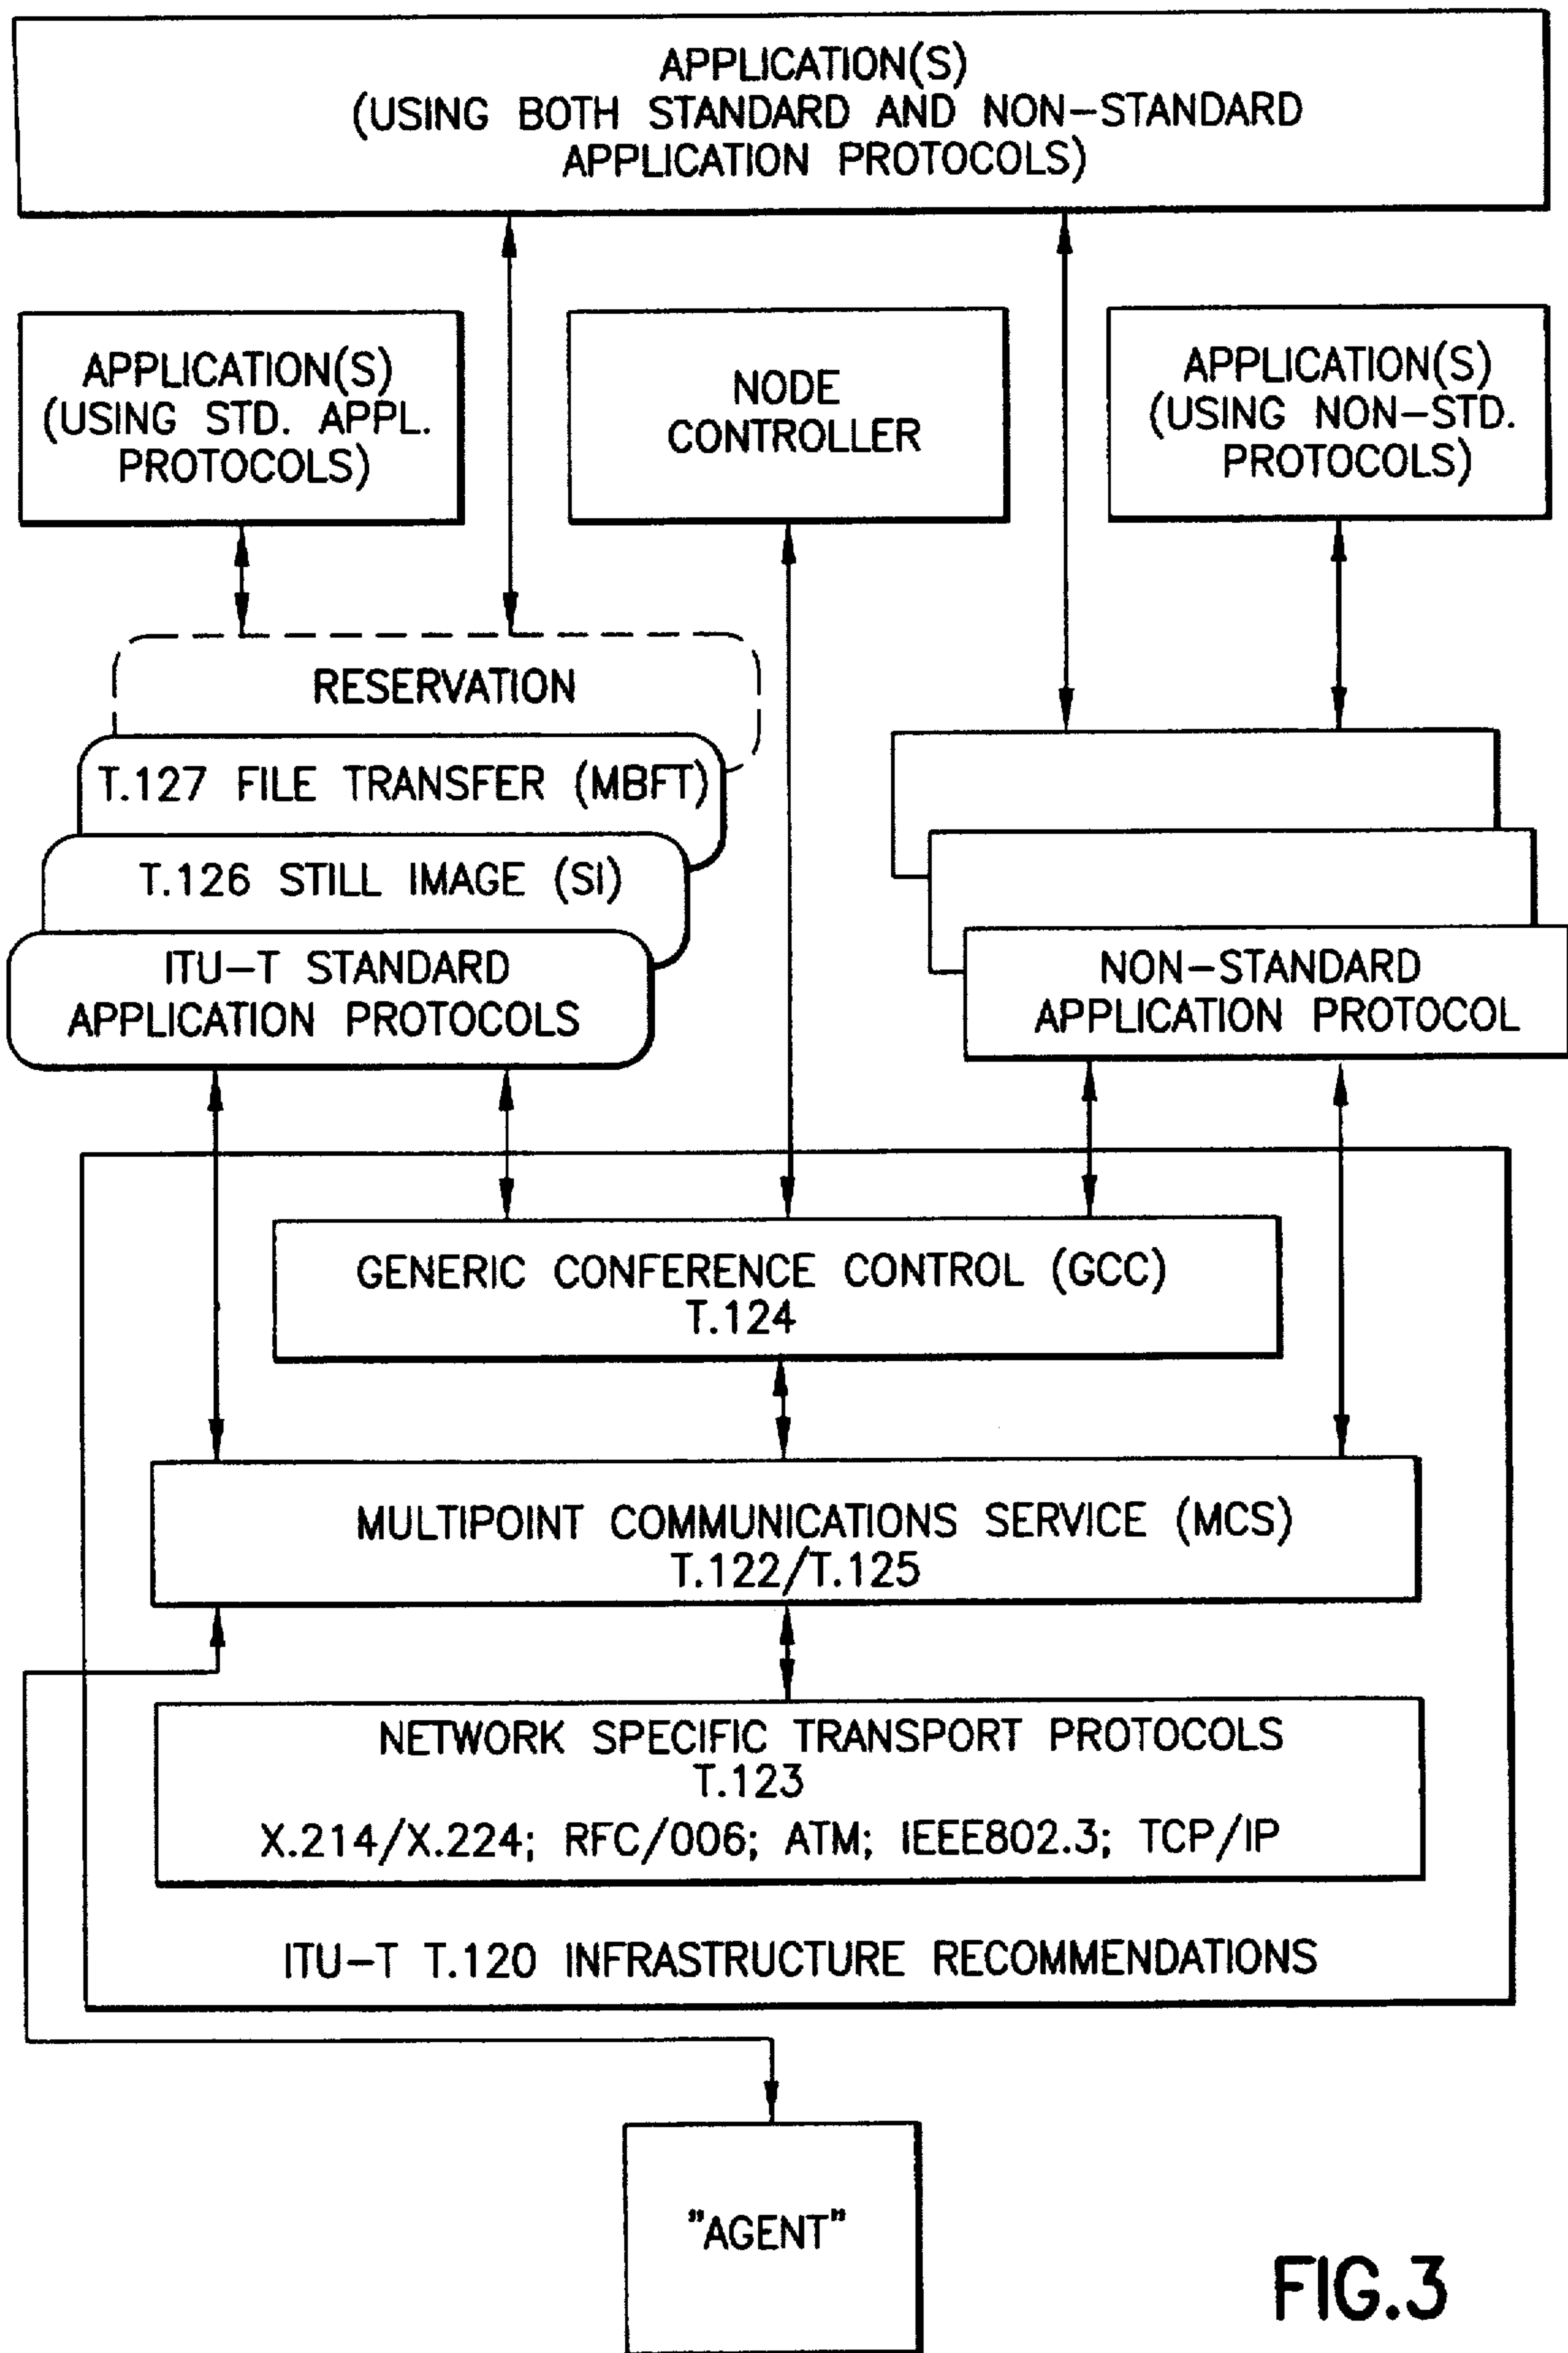 APPLICATION(S)
(USING BOTH STANDARD AND NON-STANDARD
APPLICATION PROTOCOLS)
APPLICATION(S)
(USING STD. APPL.
PROTOCOLS)
NODE
CONTROLLER
APPLICATION(S)
(USING NON-STD.
PROTOCOLS)
RESERVATION
T.127 FILE TRANSFER (MBFT)
T.126 STILL IMAGE (SI)
ITU-T STANDARD
APPLICATION PROTOCOLS
NON-STANDARD
APPLICATION PROTOCOL
GENERIC CONFERENCE CONTROL (GCC)
T.124
MULTIPOINT COMMUNICATIONS SERVICE (MCS)
T.122/T.125
NETWORK SPECIFIC TRANSPORT PROTOCOLS
T.123
X.214/X.224; RFC/006; ATM; IEEE802.3; TCP/IP
ITU-T T.120 INFRASTRUCTURE RECOMMENDATIONS
"AGENT"
FIG.3